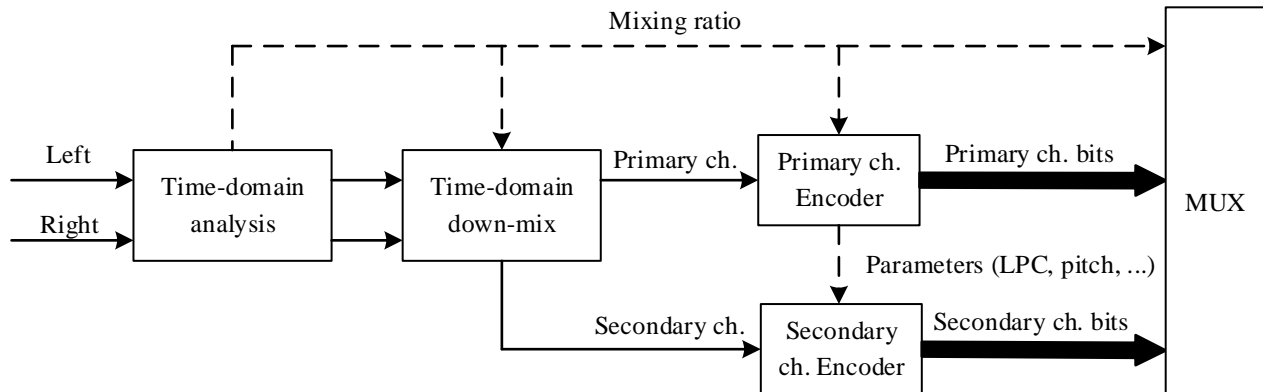 Mixing ratio
Left
Right
Time-domain
analysis
Time-domain
down-mix
Primary ch.
Primary ch.
Encoder
Primary ch. bits
MUX
Parameters (LPC, pitch, ...)
Secondary ch.
Secondary
ch. Encoder
Secondary ch. bits